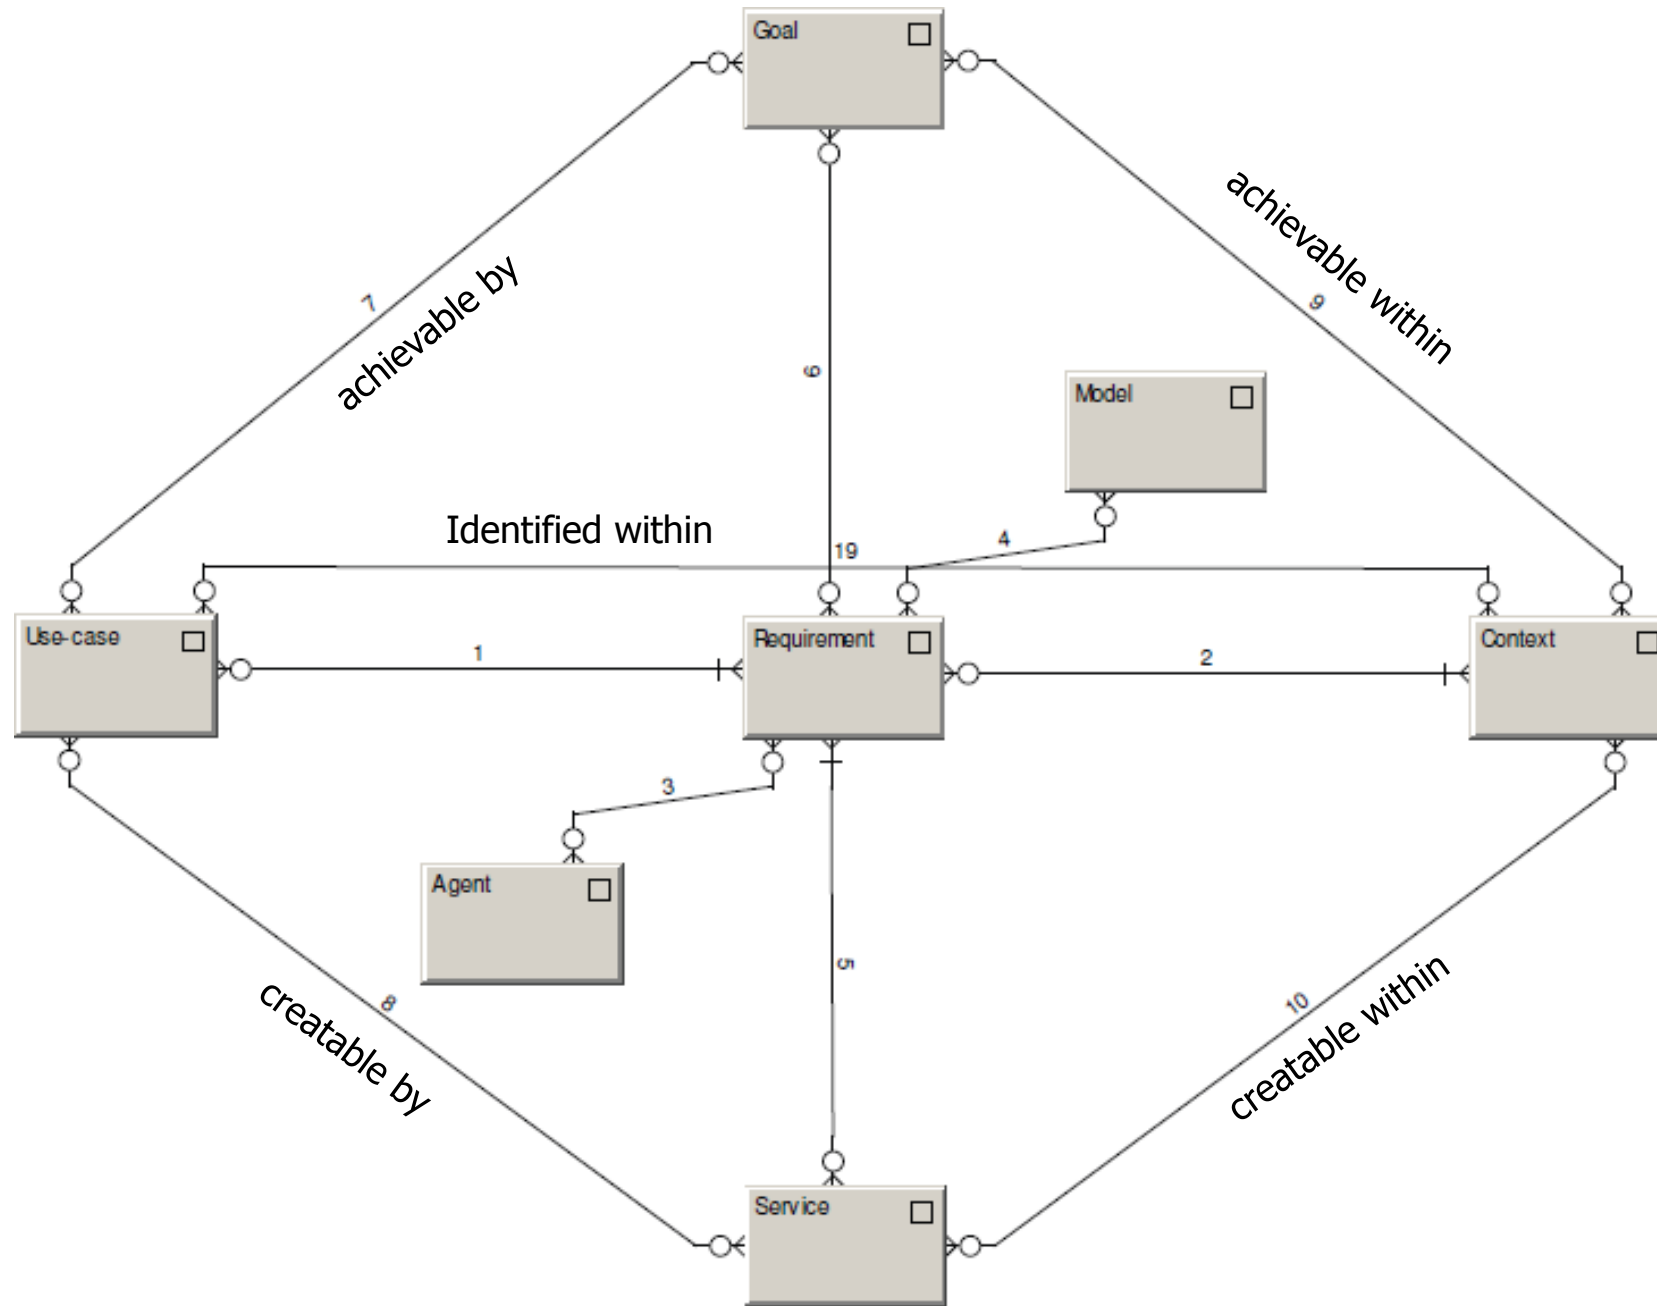 Goal
achievable by
7
achievable within
9
6
Model
Identified within
19
4
Use-case
1
Requirement
2
Context
3
Agent
5
creatable by
8
creatable within
10
Service